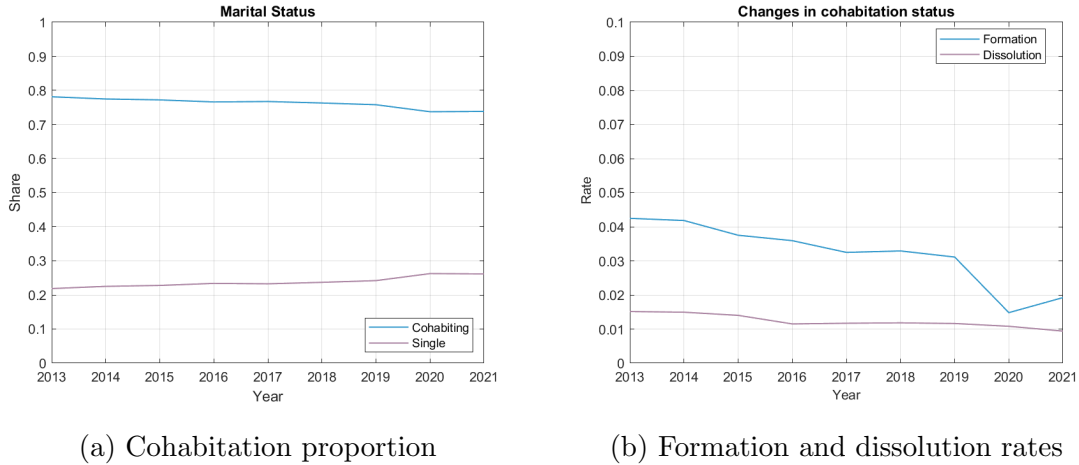 Marital Status
1
0.9
0.8
0.7
0.6
0.5
0.4
0.3
0.2
0.1
0
Share
Cohabiting
Single
2013 2014 2015 2016 2017 2018 2019 2020 2021
Year
(a) Cohabitation proportion
Changes in cohabitation status
0.1
0.09
0.08
0.07
0.06
0.05
0.04
0.03
0.02
0.01
0
Rate
Formation
Dissolution
2013 2014 2015 2016 2017 2018 2019 2020 2021
Year
(b) Formation and dissolution rates